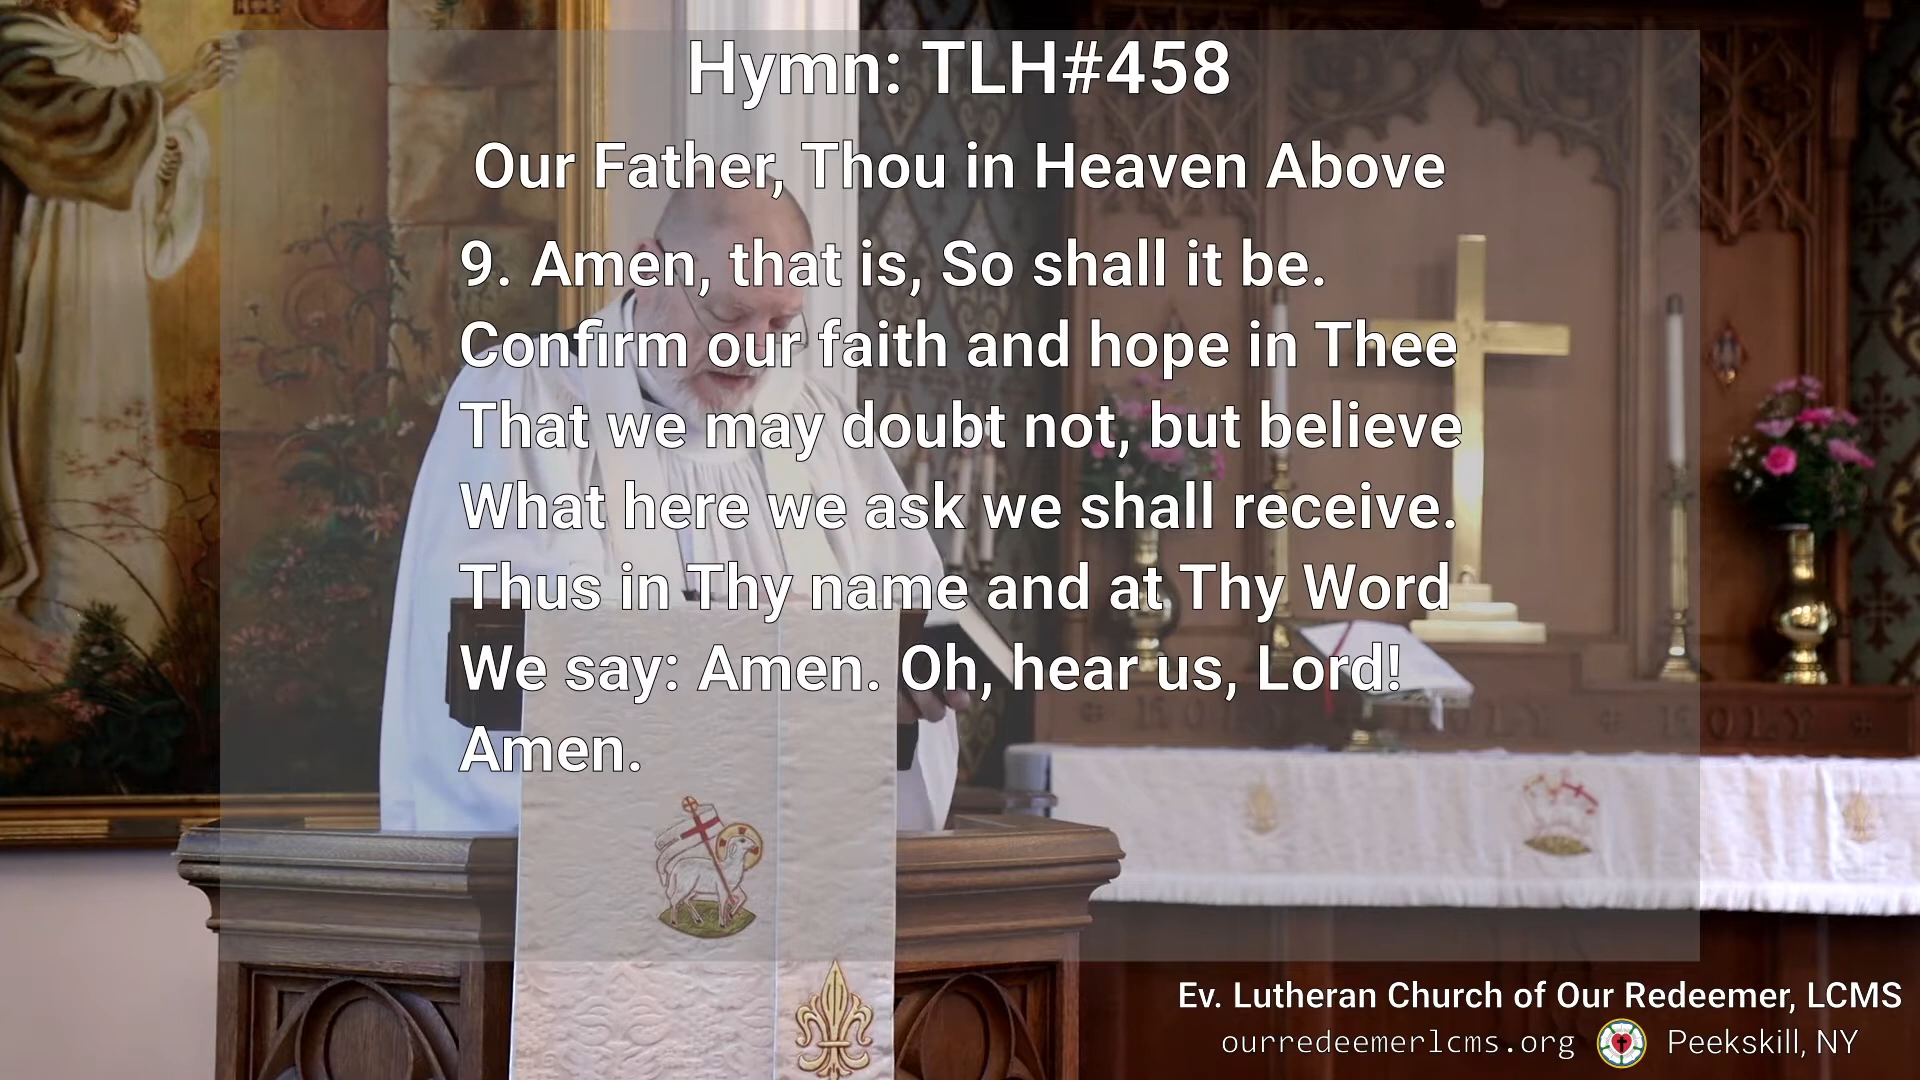 Hymn: TLH#458
Our Father, Thou in Heaven Above
9. Amen, that is, So shall it be.
Confirm our faith and hope in Thee
That we may doubt not, but believe
What here we ask we shall receive.
Thus in Thy name and at Thy Word
We say: Amen. Oh, hear us, Lord!
Amen.
HOLY HOLY HOLY
Ev. Lutheran Church of Our Redeemer, LCMS
ourredeemerlcms.org Peekskill, NY